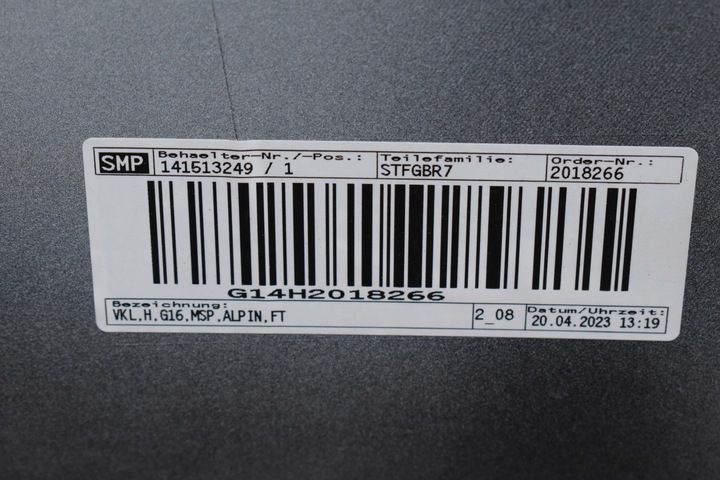 SMP Behaelter-Nr./-Pos.: Teilefamilie: Order-Nr.:
141513249 / 1 STFGBR7 2018266
G14H2018266
Bezeichnung: Datum/Uhrzeit:
VKL,H,G16,MSP,ALPIN,FT 2_08 20.04.2023 13:19